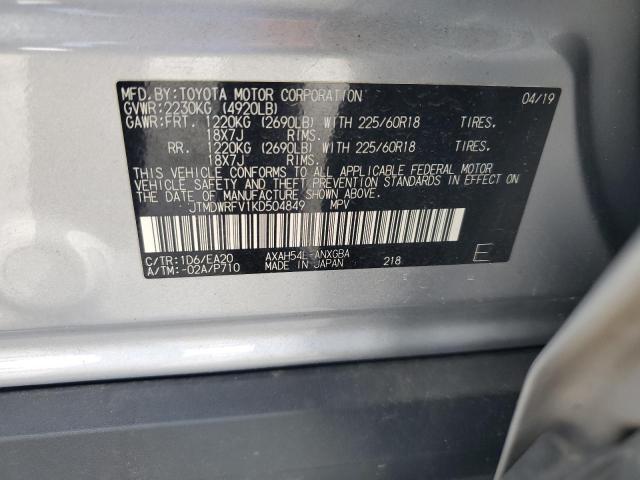 MFD.BY:TOYOTA MOTOR CORPORATION 04/19
GVWR:2230KG (4920LB)
GAWR:FRT. 1220KG (2690LB) WITH 225/60R18 TIRES.
18X7J RIMS.
RR. 1220KG (2690LB) WITH 225/60R18 TIRES.
18X7J RIMS.
THIS VEHICLE CONFORMS TO ALL APPLICABLE FEDERAL MOTOR
VEHICLE SAFETY AND THEFT PREVENTION STANDARDS IN EFFECT ON
THE DATE OF MANUFACTURE SHOWN ABOVE.
JTMDWRFV1KD504849 MPV
C/TR:1D6/EA20 AXAH54L-ANXGBA
A/TM:-02A/P710 MADE IN JAPAN 218 E